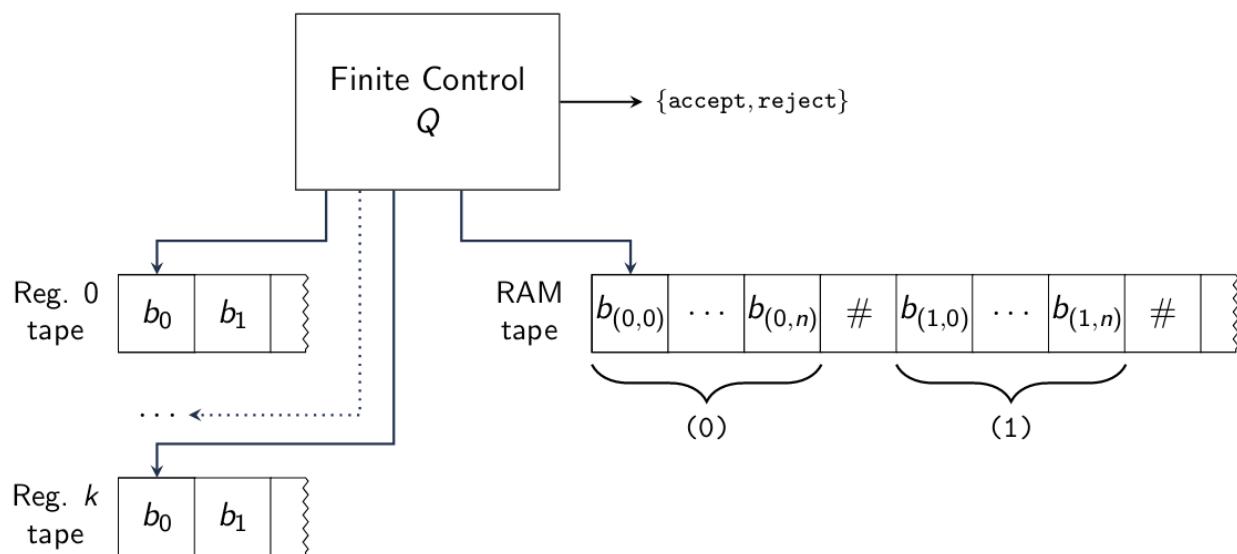 Finite Control
Q
{accept, reject}
Reg. 0
tape
b₀ b₁
RAM
tape
b₍₀,₀₎ ··· b₍₀,ₙ₎ # b₍₁,₀₎ ··· b₍₁,ₙ₎ #
(0) (1)
···
Reg. k
tape
b₀ b₁